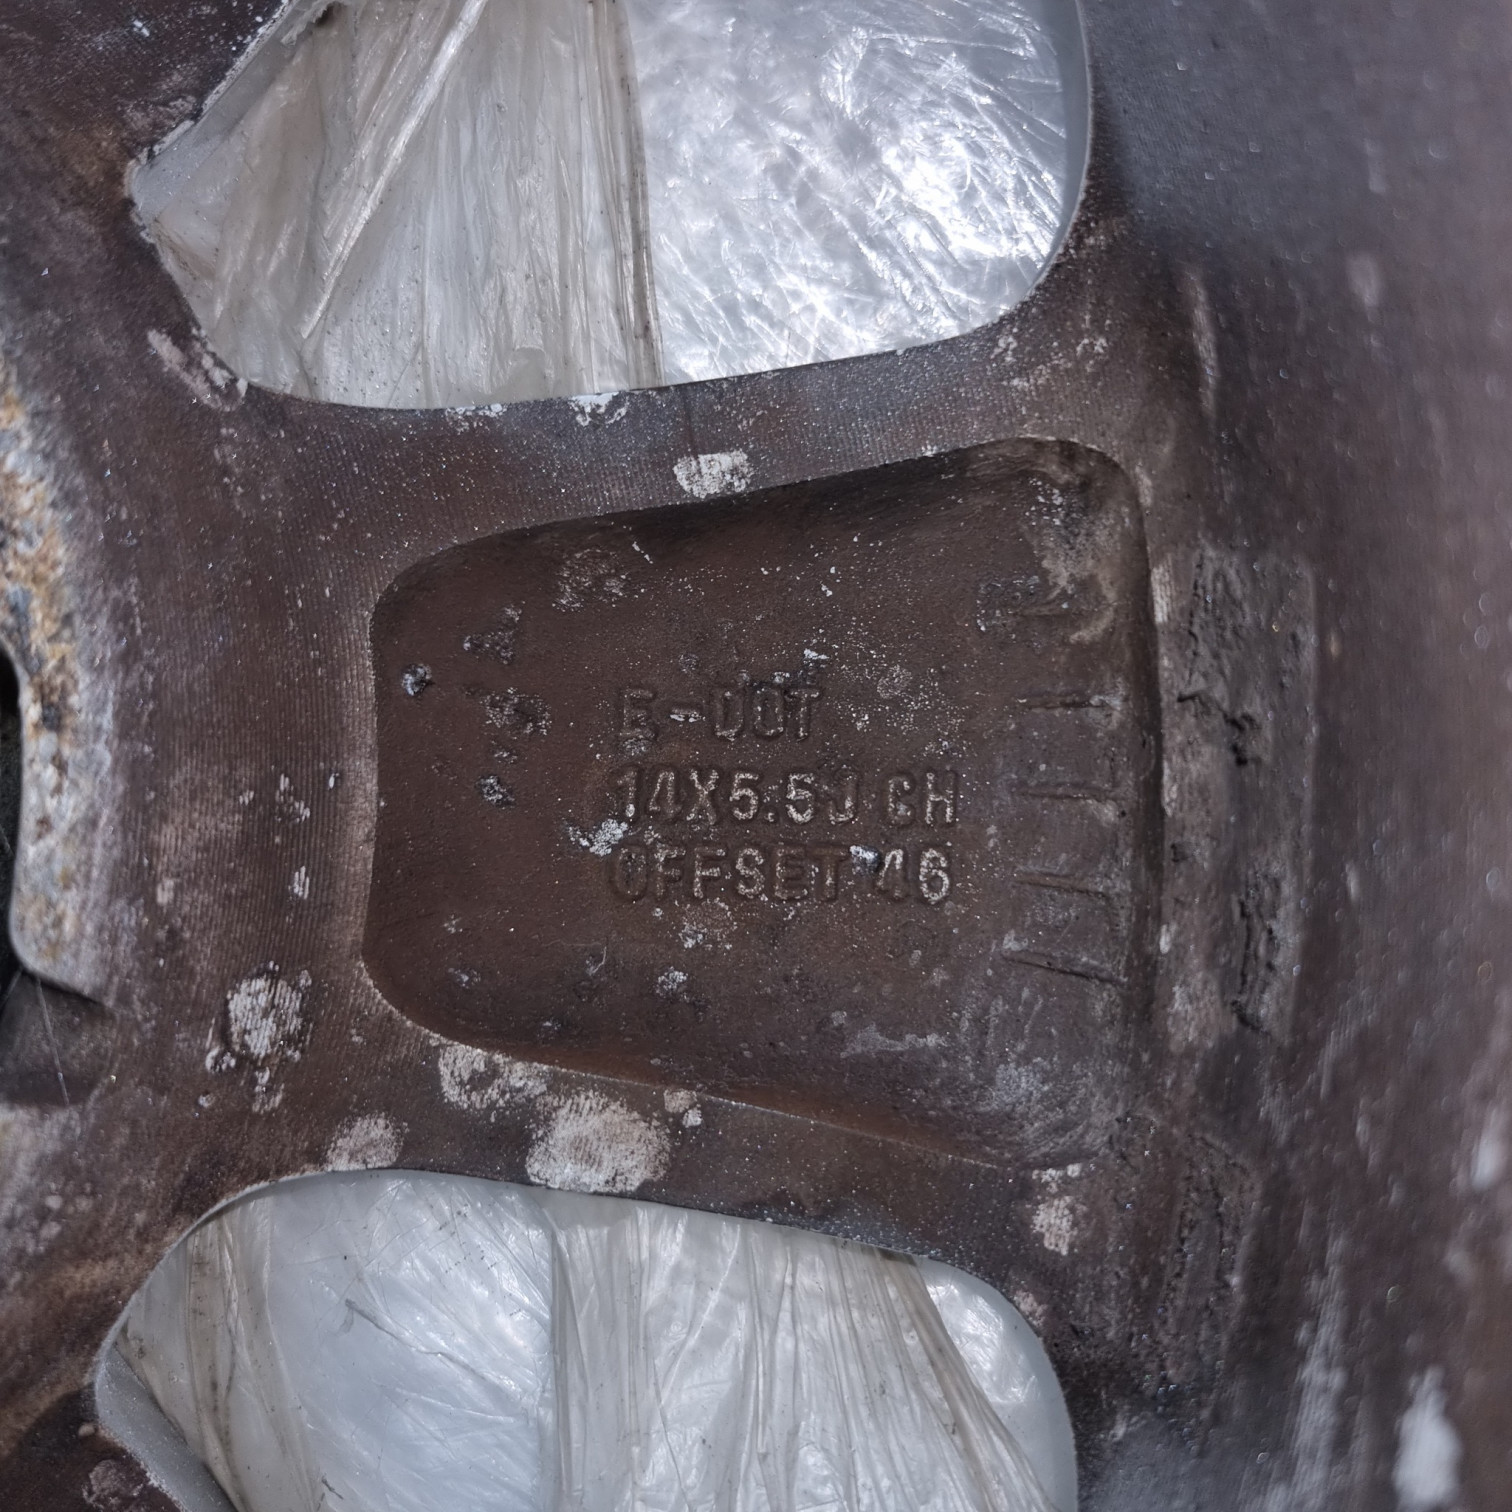 E-DOT
14X5.5J CH
OFFSET 46